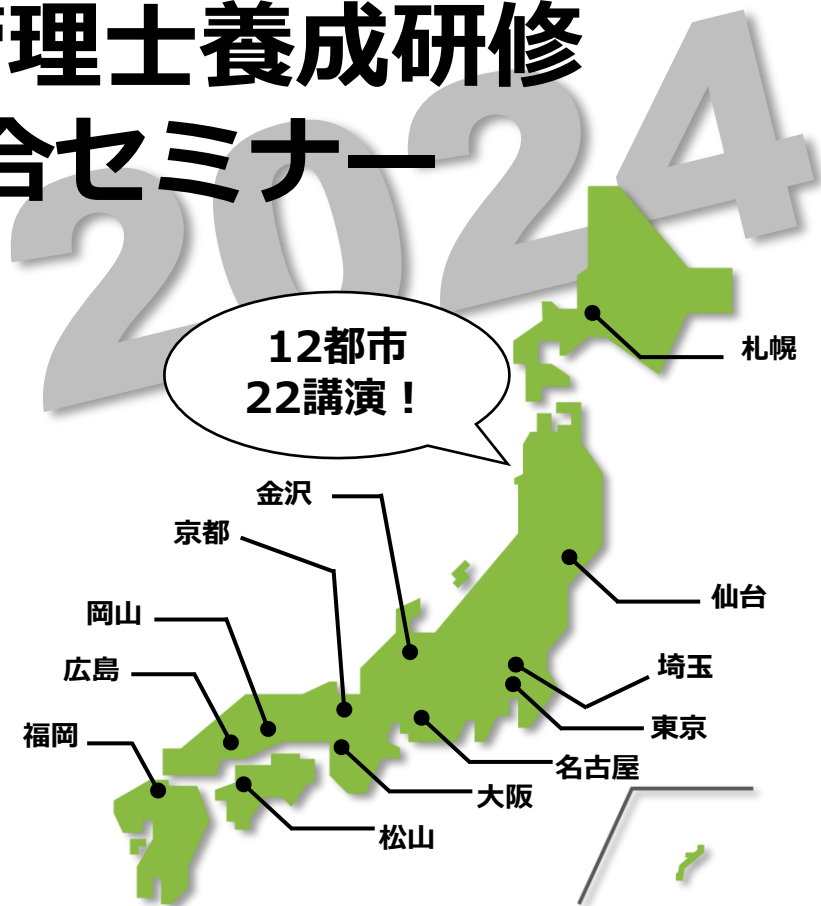 理士養成研修
合セミナー
2024
12都市
22講演！
札幌
金沢
京都
仙台
岡山
埼玉
広島
東京
福岡
名古屋
大阪
松山